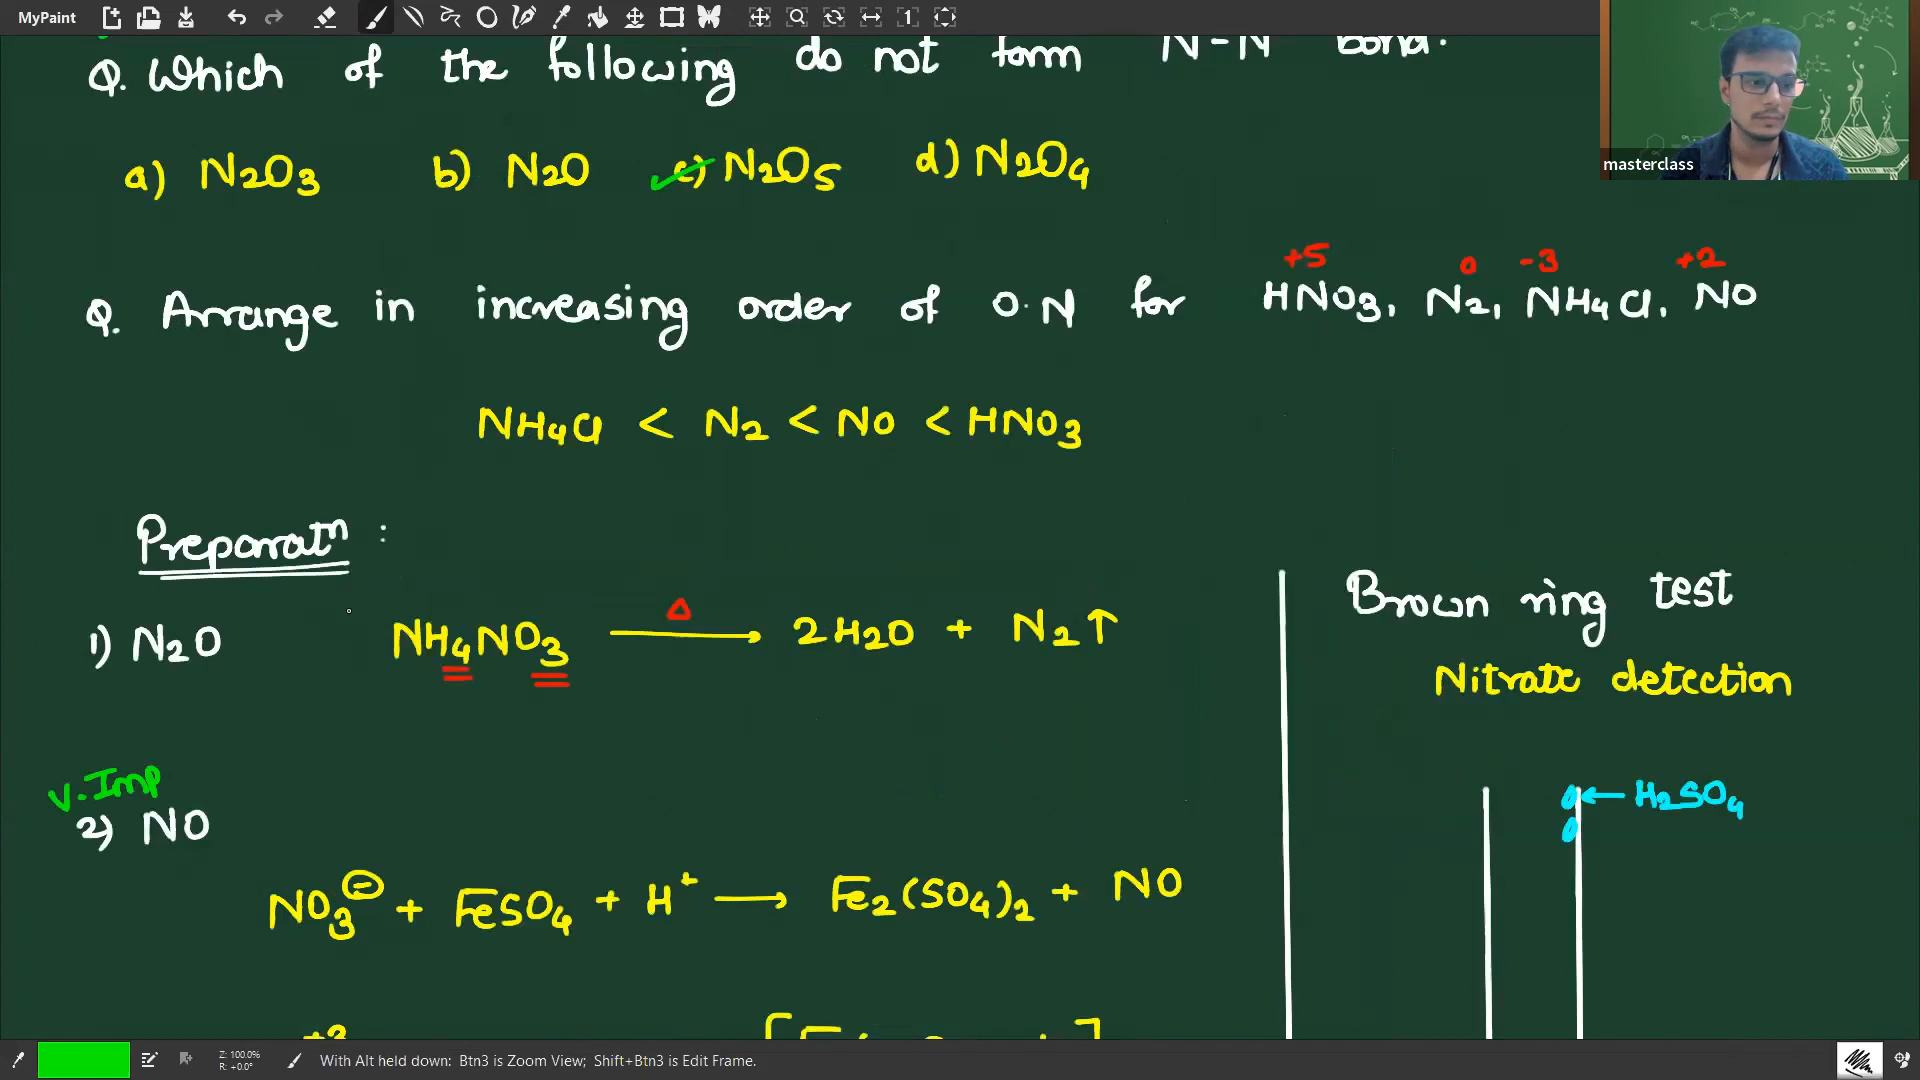 MyPaint
Q. Which of the following do not form N-N bond.
masterclass
a) N2O3 b) N2O c) N2O5 d) N2O4
+5 0 -3 +2
Q. Arrange in increasing order of O.N for HNO3, N2, NH4Cl, NO
NH4Cl < N2 < NO < HNO3
Preparatn :
1) N2O NH4NO3 —Δ→ 2H2O + N2↑
Brown ring test
Nitrate detection
V.Imp
2) NO
←H2SO4
NO3⊖ + FeSO4 + H+ → Fe2(SO4)2 + NO
Z: 100.0%
R: +0.0°
With Alt held down: Btn3 is Zoom View; Shift+Btn3 is Edit Frame.